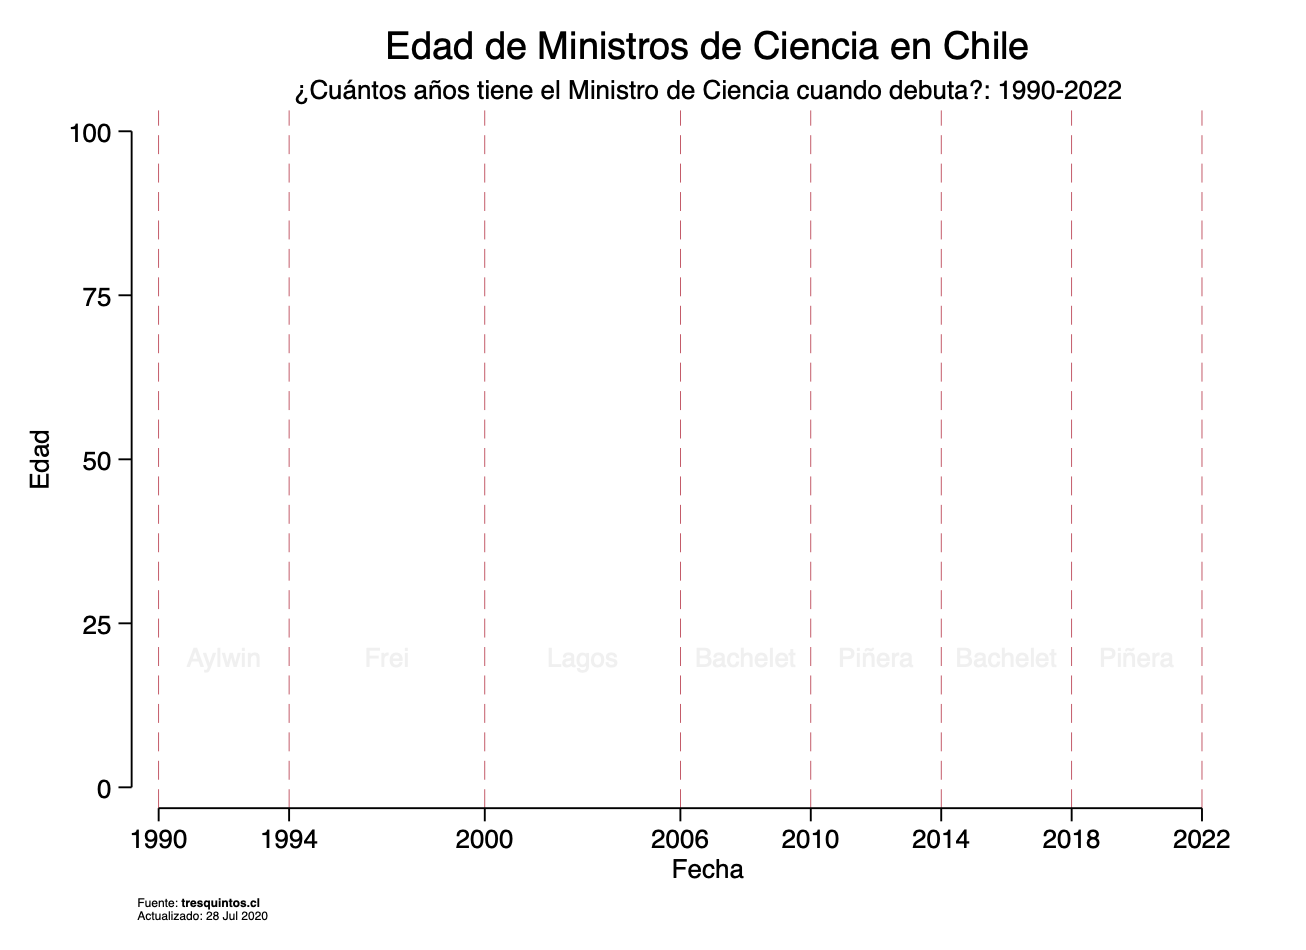 Edad de Ministros de Ciencia en Chile
¿Cuántos años tiene el Ministro de Ciencia cuando debuta?: 1990-2022
100
75
50
25
0
Edad
Aylwin Frei Lagos Bachelet Piñera Bachelet Piñera
1990 1994 2000 2006 2010 2014 2018 2022
Fecha
Fuente: tresquintos.cl
Actualizado: 28 Jul 2020